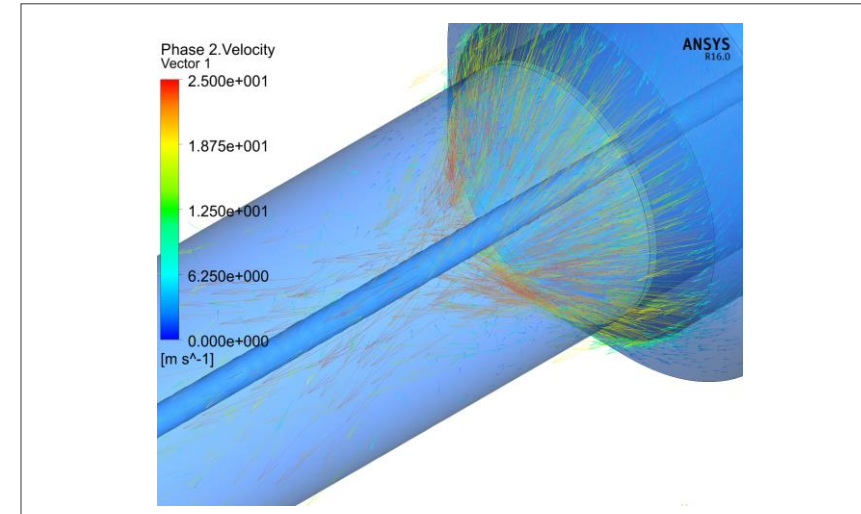 Phase 2.Velocity
Vector 1
2.500e+001
1.875e+001
1.250e+001
6.250e+000
0.000e+000
[m s^-1]
ANSYS
R16.0